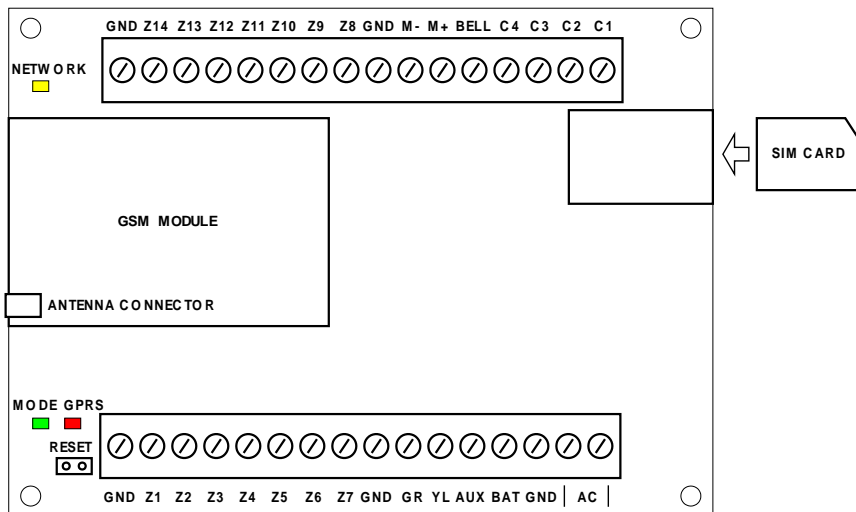 GND Z14 Z13 Z12 Z11 Z10 Z9 Z8 GND M- M+ BELL C4 C3 C2 C1
NETWORK
SIM CARD
GSM MODULE
ANTENNA CONNECTOR
MODE GPRS
RESET
GND Z1 Z2 Z3 Z4 Z5 Z6 Z7 GND GR YL AUX BAT GND AC